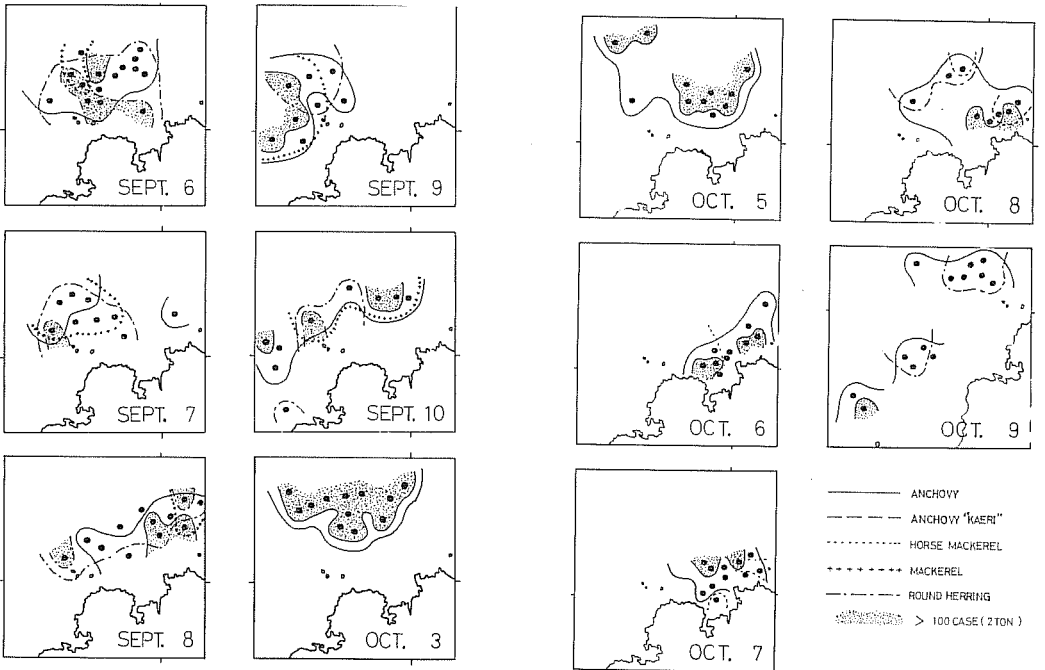 SEPT. 6
SEPT. 9
OCT. 5
OCT. 8
SEPT. 7
SEPT. 10
OCT. 6
OCT. 9
SEPT. 8
OCT. 3
OCT. 7
ANCHOVY
ANCHOVY "KAERI"
HORSE MACKEREL
MACKEREL
ROUND HERRING
> 100 CASE ( 2 TON )